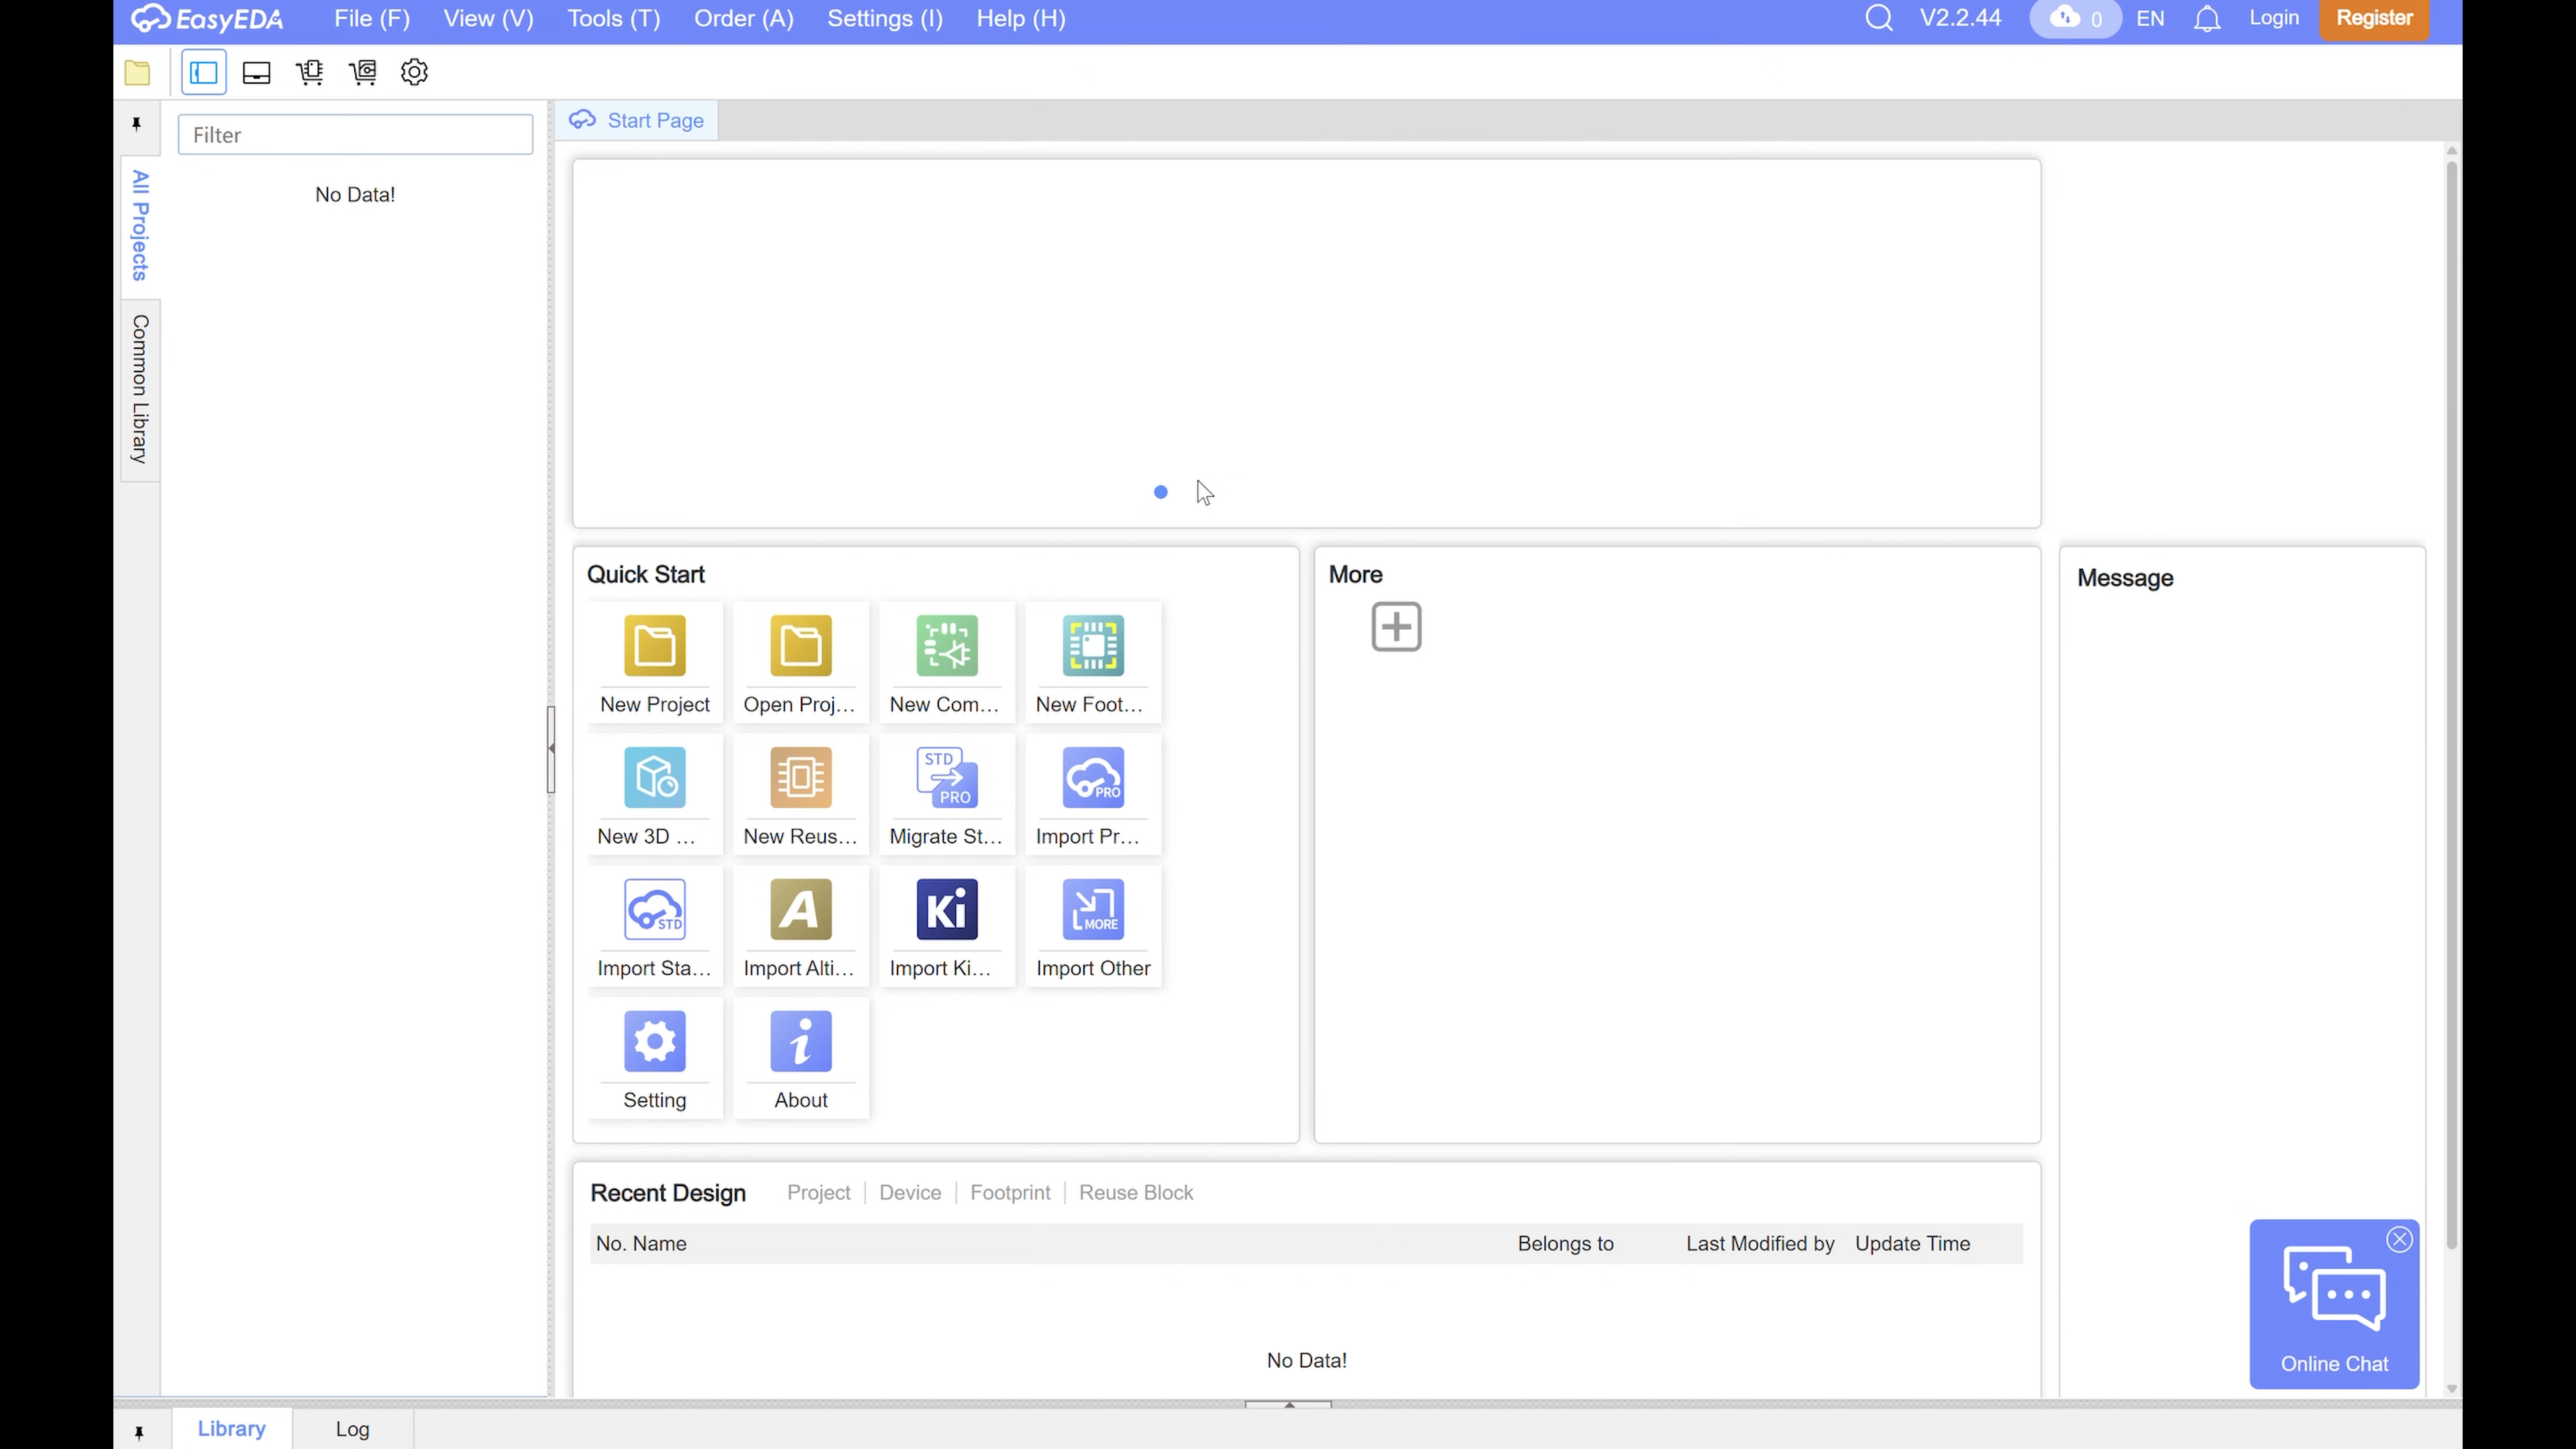 EasyEDA File (F) View (V) Tools (T) Order (A) Settings (I) Help (H) V2.2.44 0 EN Login Register
Filter
No Data!
All Projects
Common Library
Start Page
Quick Start
New Project Open Proj... New Com... New Foot...
STD PRO PRO
New 3D ... New Reus... Migrate St... Import Pr...
STD A Ki MORE
Import Sta... Import Alti... Import Ki... Import Other
i
Setting About
More
Message
Recent Design Project Device Footprint Reuse Block
No. Name Belongs to Last Modified by Update Time
No Data!
Online Chat
Library Log